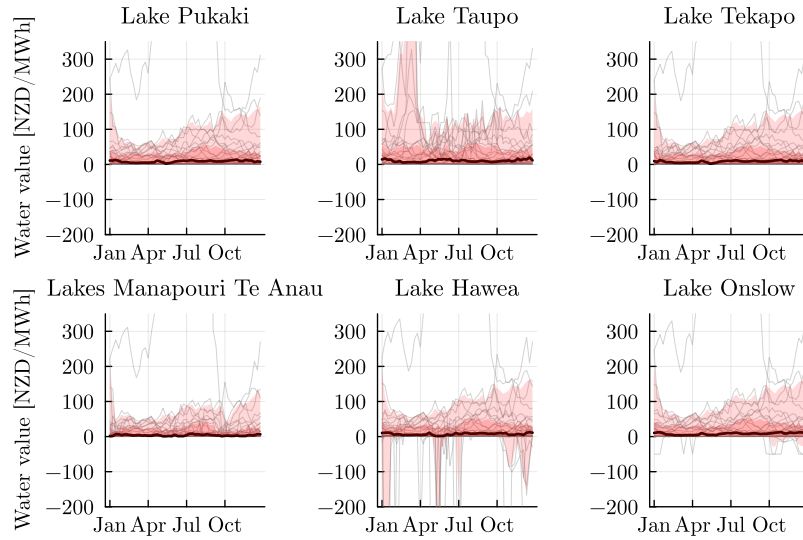 Lake Pukaki
Lake Taupo
Lake Tekapo
Water value [NZD/MWh]
300
200
100
0
−100
−200
Jan Apr Jul Oct
300
200
100
0
−100
−200
Jan Apr Jul Oct
300
200
100
0
−100
−200
Jan Apr Jul Oct
Lakes Manapouri Te Anau
Lake Hawea
Lake Onslow
Water value [NZD/MWh]
300
200
100
0
−100
−200
Jan Apr Jul Oct
300
200
100
0
−100
−200
Jan Apr Jul Oct
300
200
100
0
−100
−200
Jan Apr Jul Oct